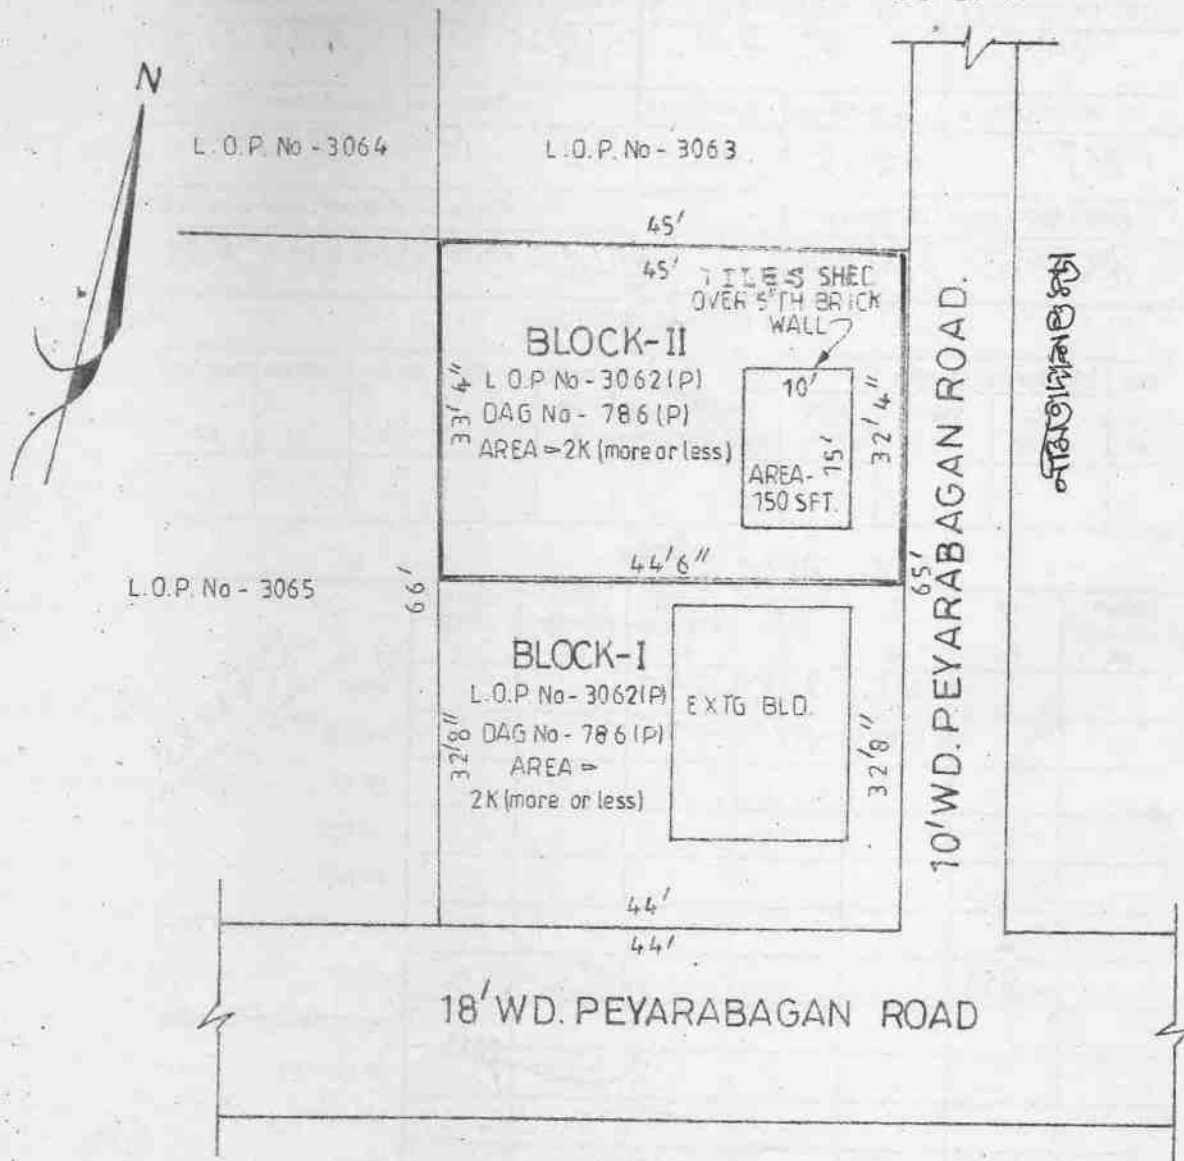 N
L.O.P. No - 3064
L.O.P. No - 3063
45'
45'
TILES SHED
OVER 5" TH BRICK
WALL
BLOCK-II
L.O.P No - 3062(P)
DAG No - 786(P)
AREA = 2K (more or less)
33' 4"
10'
15'
AREA-
150 SFT.
32' 4"
44' 6"
L.O.P. No - 3065
66'
65'
BLOCK-I
L.O.P No - 3062(P)
DAG No - 786(P)
AREA =
2K (more or less)
32' 8"
EXTG BLD.
32' 8"
44'
44'
10' WD. PEYARABAGAN ROAD.
18' WD. PEYARABAGAN ROAD